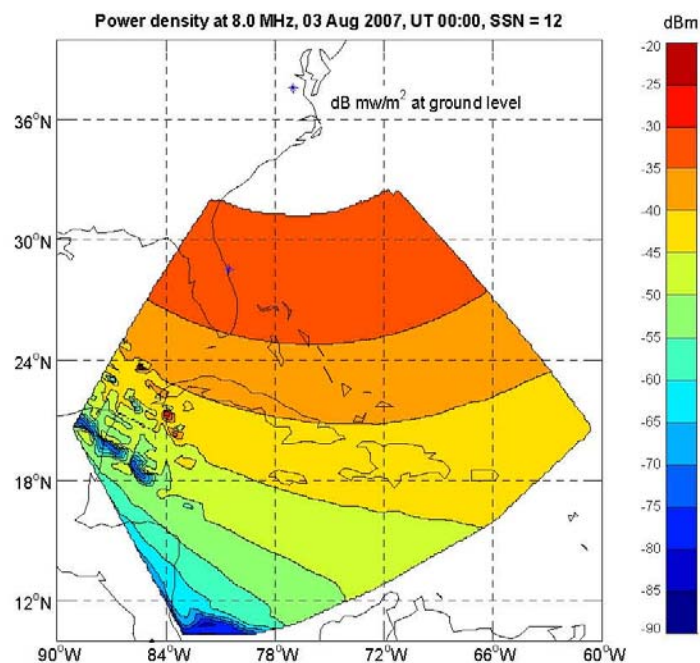 Power density at 8.0 MHz, 03 Aug 2007, UT 00:00, SSN = 12
dBm
dB mw/m² at ground level
36°N
30°N
24°N
18°N
12°N
90°W 84°W 78°W 72°W 66°W 60°W
-20
-25
-30
-35
-40
-45
-50
-55
-60
-65
-70
-75
-80
-85
-90